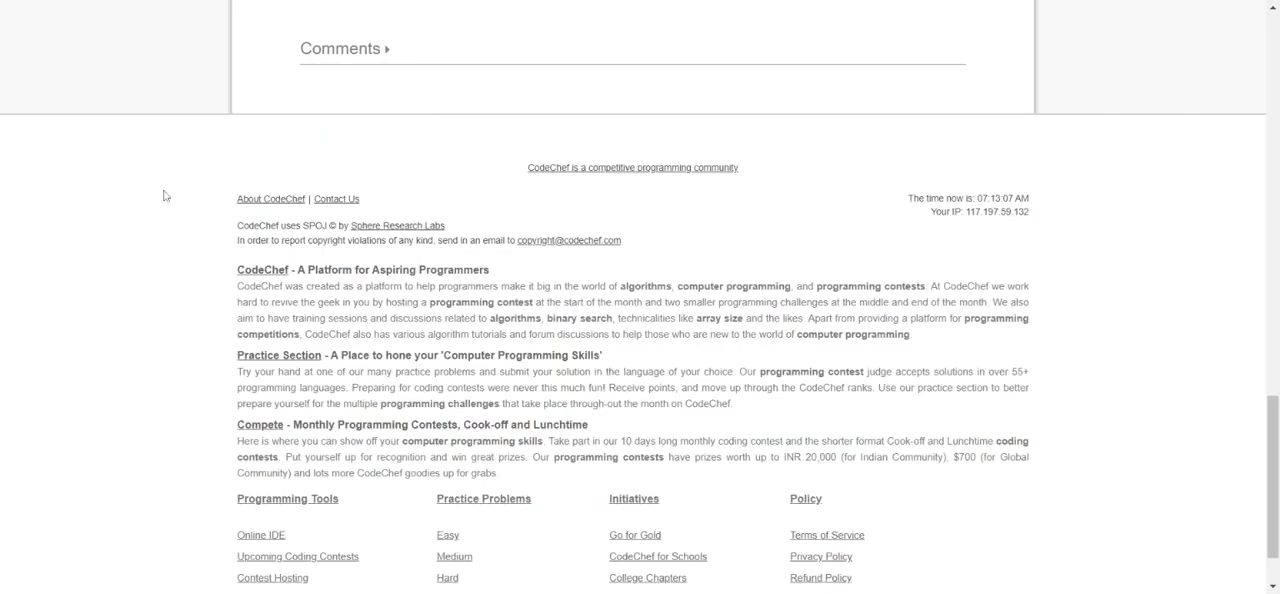 Comments
CodeChef is a competitive programming community
About CodeChef | Contact Us
The time now is: 07:13:07 AM
Your IP: 117.197.59.132
CodeChef uses SPOJ © by Sphere Research Labs
In order to report copyright violations of any kind, send in an email to copyright@codechef.com
CodeChef - A Platform for Aspiring Programmers
CodeChef was created as a platform to help programmers make it big in the world of algorithms, computer programming, and programming contests. At CodeChef we work
hard to revive the geek in you by hosting a programming contest at the start of the month and two smaller programming challenges at the middle and end of the month. We also
aim to have training sessions and discussions related to algorithms, binary search, technicalities like array size and the likes. Apart from providing a platform for programming
competitions, CodeChef also has various algorithm tutorials and forum discussions to help those who are new to the world of computer programming.
Practice Section - A Place to hone your 'Computer Programming Skills'
Try your hand at one of our many practice problems and submit your solution in the language of your choice. Our programming contest judge accepts solutions in over 55+
programming languages. Preparing for coding contests were never this much fun! Receive points, and move up through the CodeChef ranks. Use our practice section to better
prepare yourself for the multiple programming challenges that take place through-out the month on CodeChef.
Compete - Monthly Programming Contests, Cook-off and Lunchtime
Here is where you can show off your computer programming skills. Take part in our 10 days long monthly coding contest and the shorter format Cook-off and Lunchtime coding
contests. Put yourself up for recognition and win great prizes. Our programming contests have prizes worth up to INR 20,000 (for Indian Community), $700 (for Global
Community) and lots more CodeChef goodies up for grabs.
Programming Tools Practice Problems Initiatives Policy
Online IDE Easy Go for Gold Terms of Service
Upcoming Coding Contests Medium CodeChef for Schools Privacy Policy
Contest Hosting Hard College Chapters Refund Policy